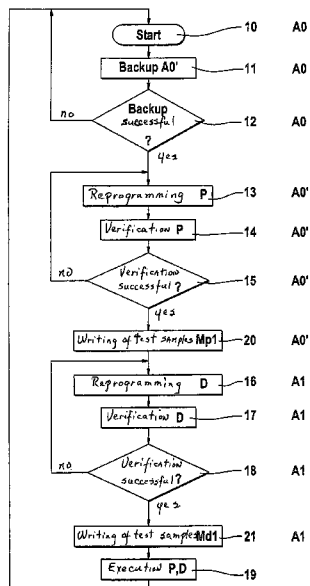 Start 10 A0
Backup A0' 11 A0
Backup
successful
? 12 A0
no
yes
Reprogramming P 13 A0'
Verification P 14 A0'
Verification
successful? 15 A0'
no
yes
Writing of test samples Mp1 20 A0'
Reprogramming D 16 A1
Verification D 17 A1
Verification
successful? 18 A1
no
yes
Writing of test samples Md1 21 A1
Execution P,D 19